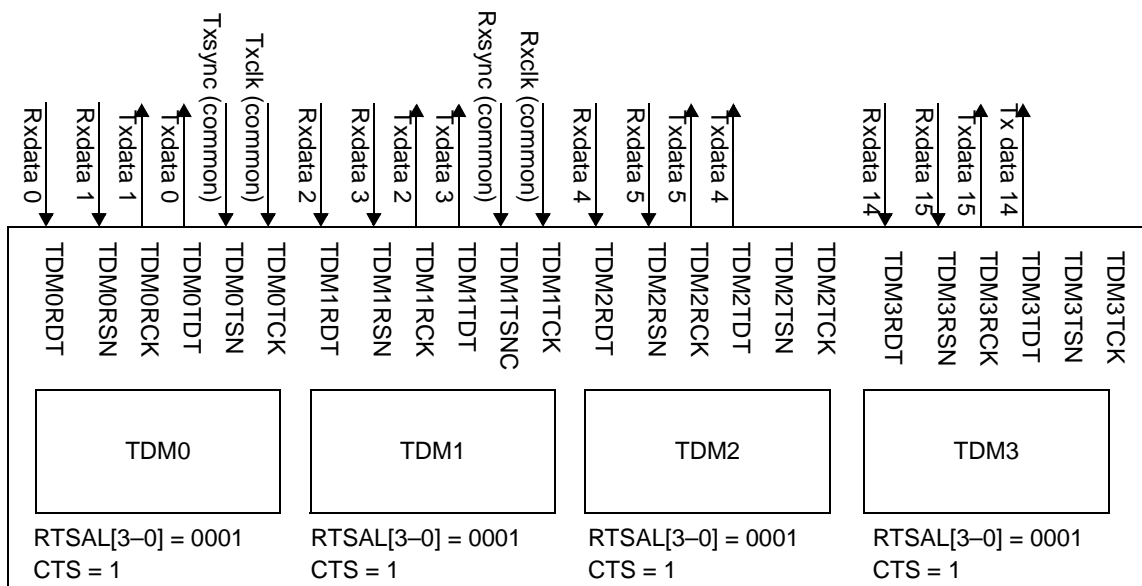 Rxdata 0
Rxdata 1
Txdata 1
Txdata 0
Txsync (common)
Txclk (common)
Rxdata 2
Rxdata 3
Txdata 2
Txdata 3
Rxsync (common)
Rxclk (common)
Rxdata 4
Rxdata 5
Txdata 5
Txdata 4
Rxdata 14
Rxdata 15
Txdata 15
Tx data 14
TDM0RDT
TDM0RSN
TDM0RCK
TDM0TDT
TDM0TSN
TDM0TCK
TDM1RDT
TDM1RSN
TDM1RCK
TDM1TDT
TDM1TSNC
TDM1TCK
TDM2RDT
TDM2RSN
TDM2RCK
TDM2TDT
TDM2TSN
TDM2TCK
TDM3RDT
TDM3RSN
TDM3RCK
TDM3TDT
TDM3TSN
TDM3TCK
TDM0
TDM1
TDM2
TDM3
RTSAL[3–0] = 0001
CTS = 1
RTSAL[3–0] = 0001
CTS = 1
RTSAL[3–0] = 0001
CTS = 1
RTSAL[3–0] = 0001
CTS = 1